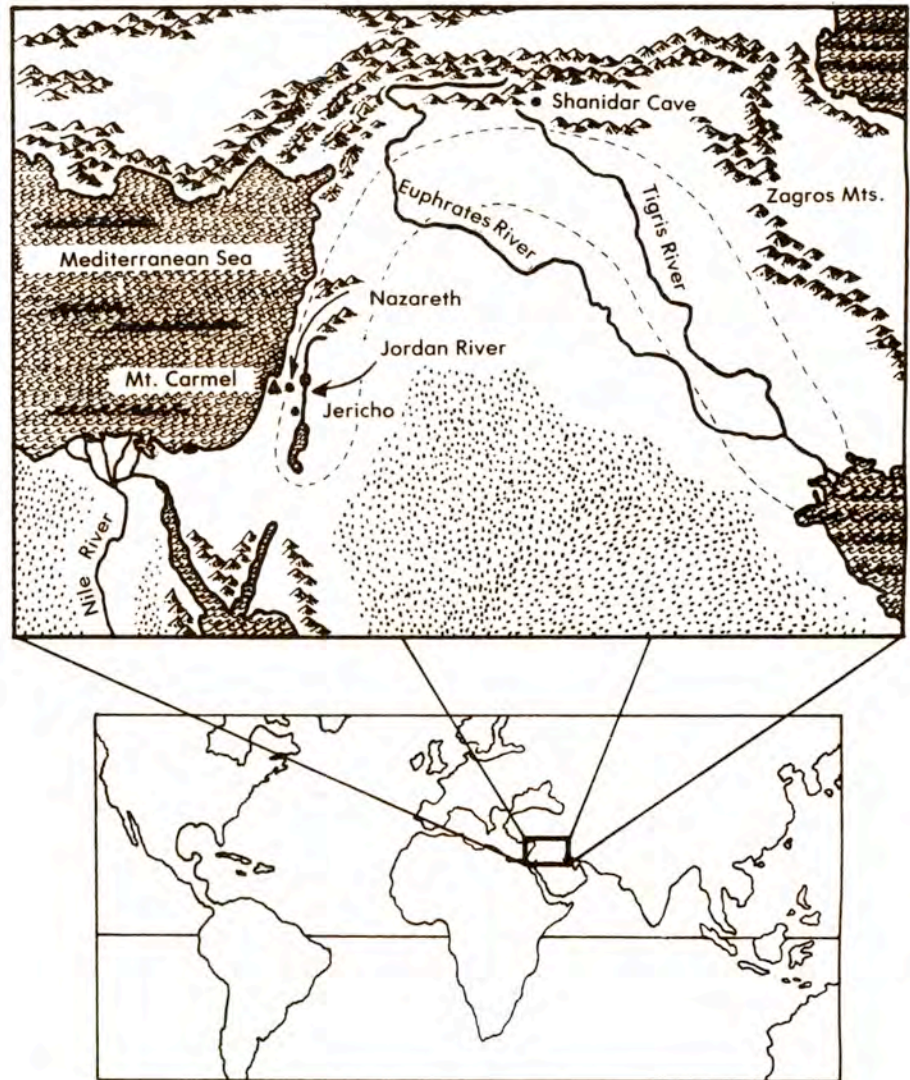 Shanidar Cave
Euphrates River
Tigris River
Zagros Mts.
Mediterranean Sea
Nazareth
Jordan River
Mt. Carmel
Jericho
Nile River